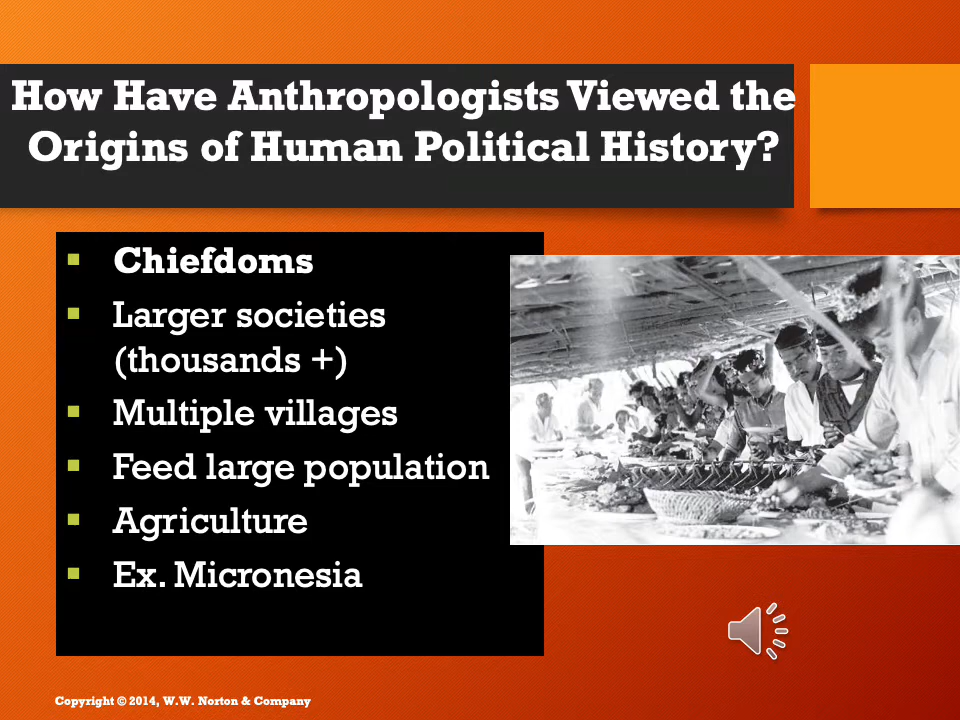 How Have Anthropologists Viewed the
Origins of Human Political History?
▪ Chiefdoms
▪ Larger societies
(thousands +)
▪ Multiple villages
▪ Feed large population
▪ Agriculture
▪ Ex. Micronesia
Copyright © 2014, W.W. Norton & Company